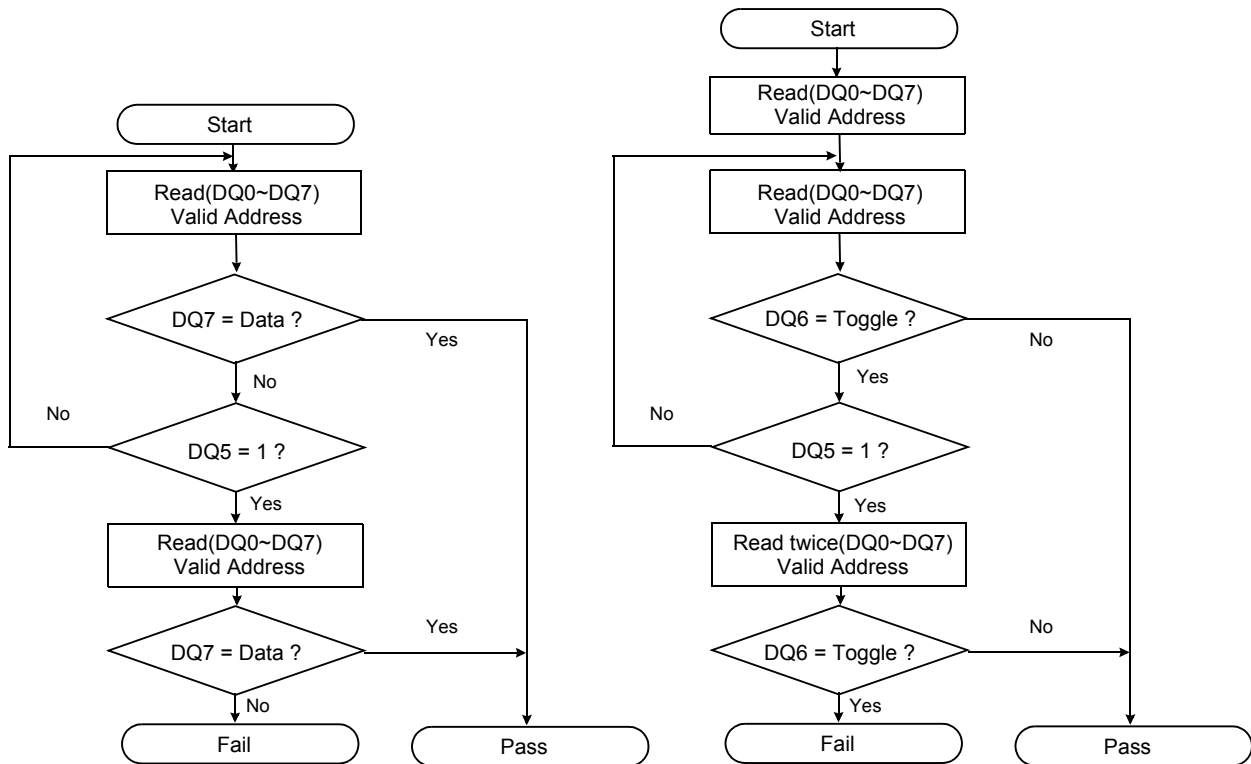 Start
Read(DQ0~DQ7)
Valid Address
DQ7 = Data ?
Yes
No
No
DQ5 = 1 ?
Yes
Read(DQ0~DQ7)
Valid Address
DQ7 = Data ?
Yes
No
Fail
Pass
Start
Read(DQ0~DQ7)
Valid Address
Read(DQ0~DQ7)
Valid Address
DQ6 = Toggle ?
No
Yes
No
DQ5 = 1 ?
Yes
Read twice(DQ0~DQ7)
Valid Address
DQ6 = Toggle ?
No
Yes
Fail
Pass